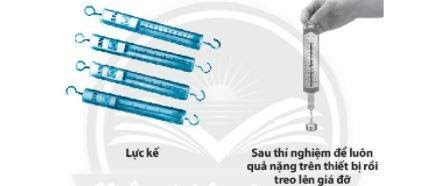 Lực kế
Sau thí nghiệm để luôn
quả nặng trên thiết bị rồi
treo lên giá đỡ